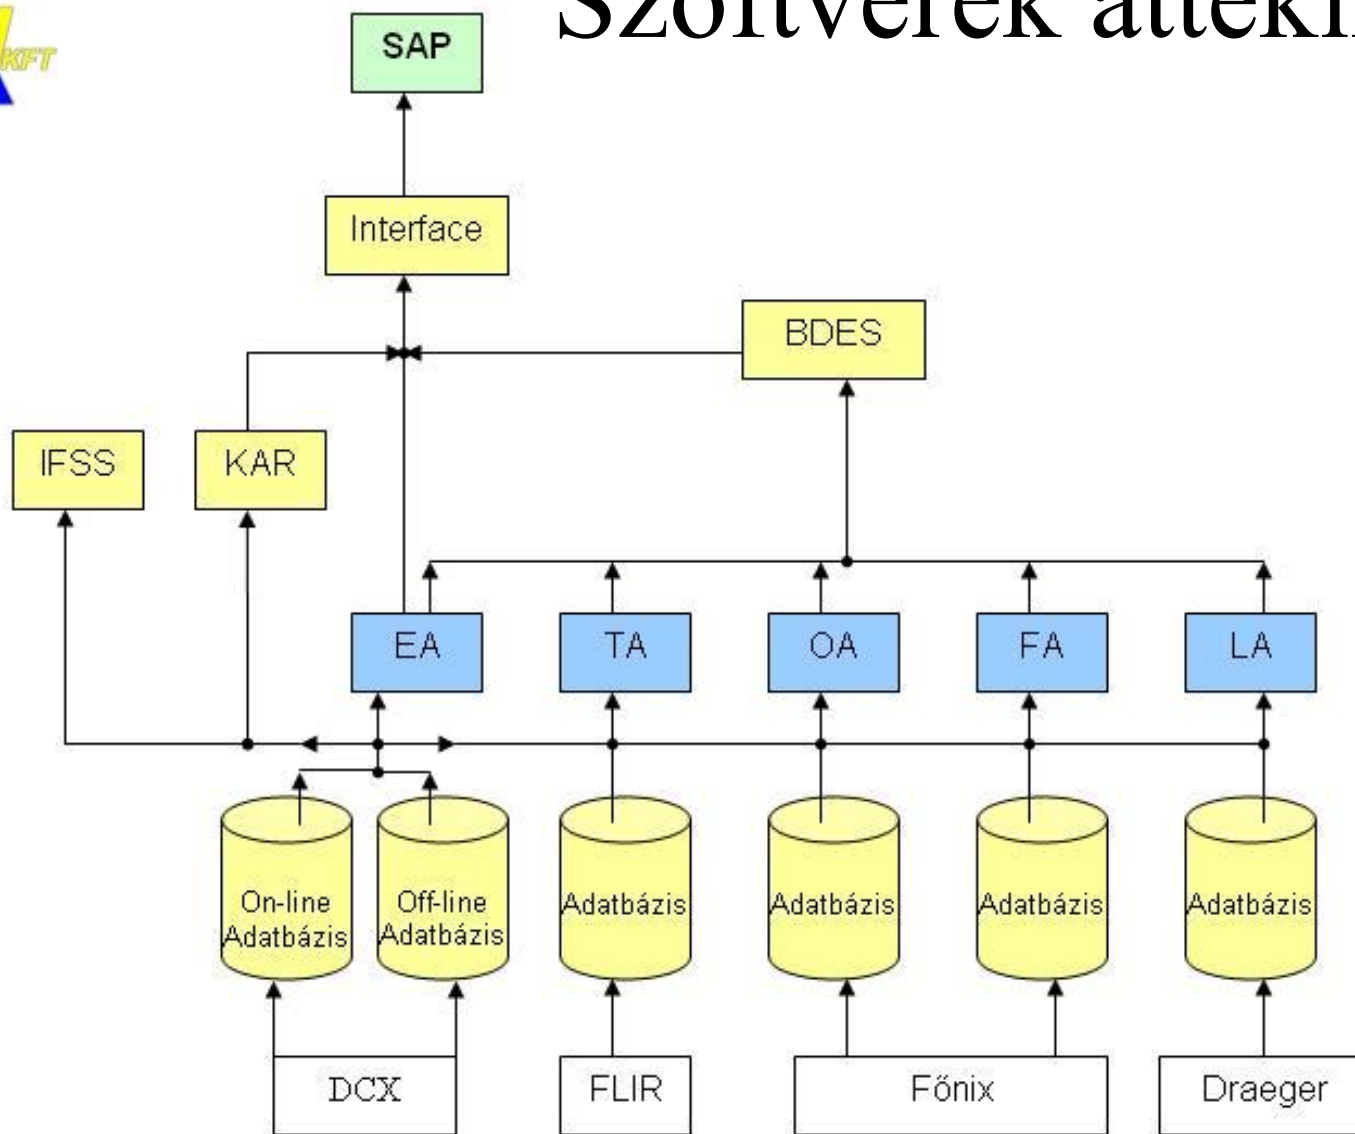 KFT
SAP
Interface
BDES
IFSS
KAR
EA
TA
OA
FA
LA
On-line
Adatbázis
Off-line
Adatbázis
Adatbázis
Adatbázis
Adatbázis
Adatbázis
DCX
FLIR
Főnix
Draeger